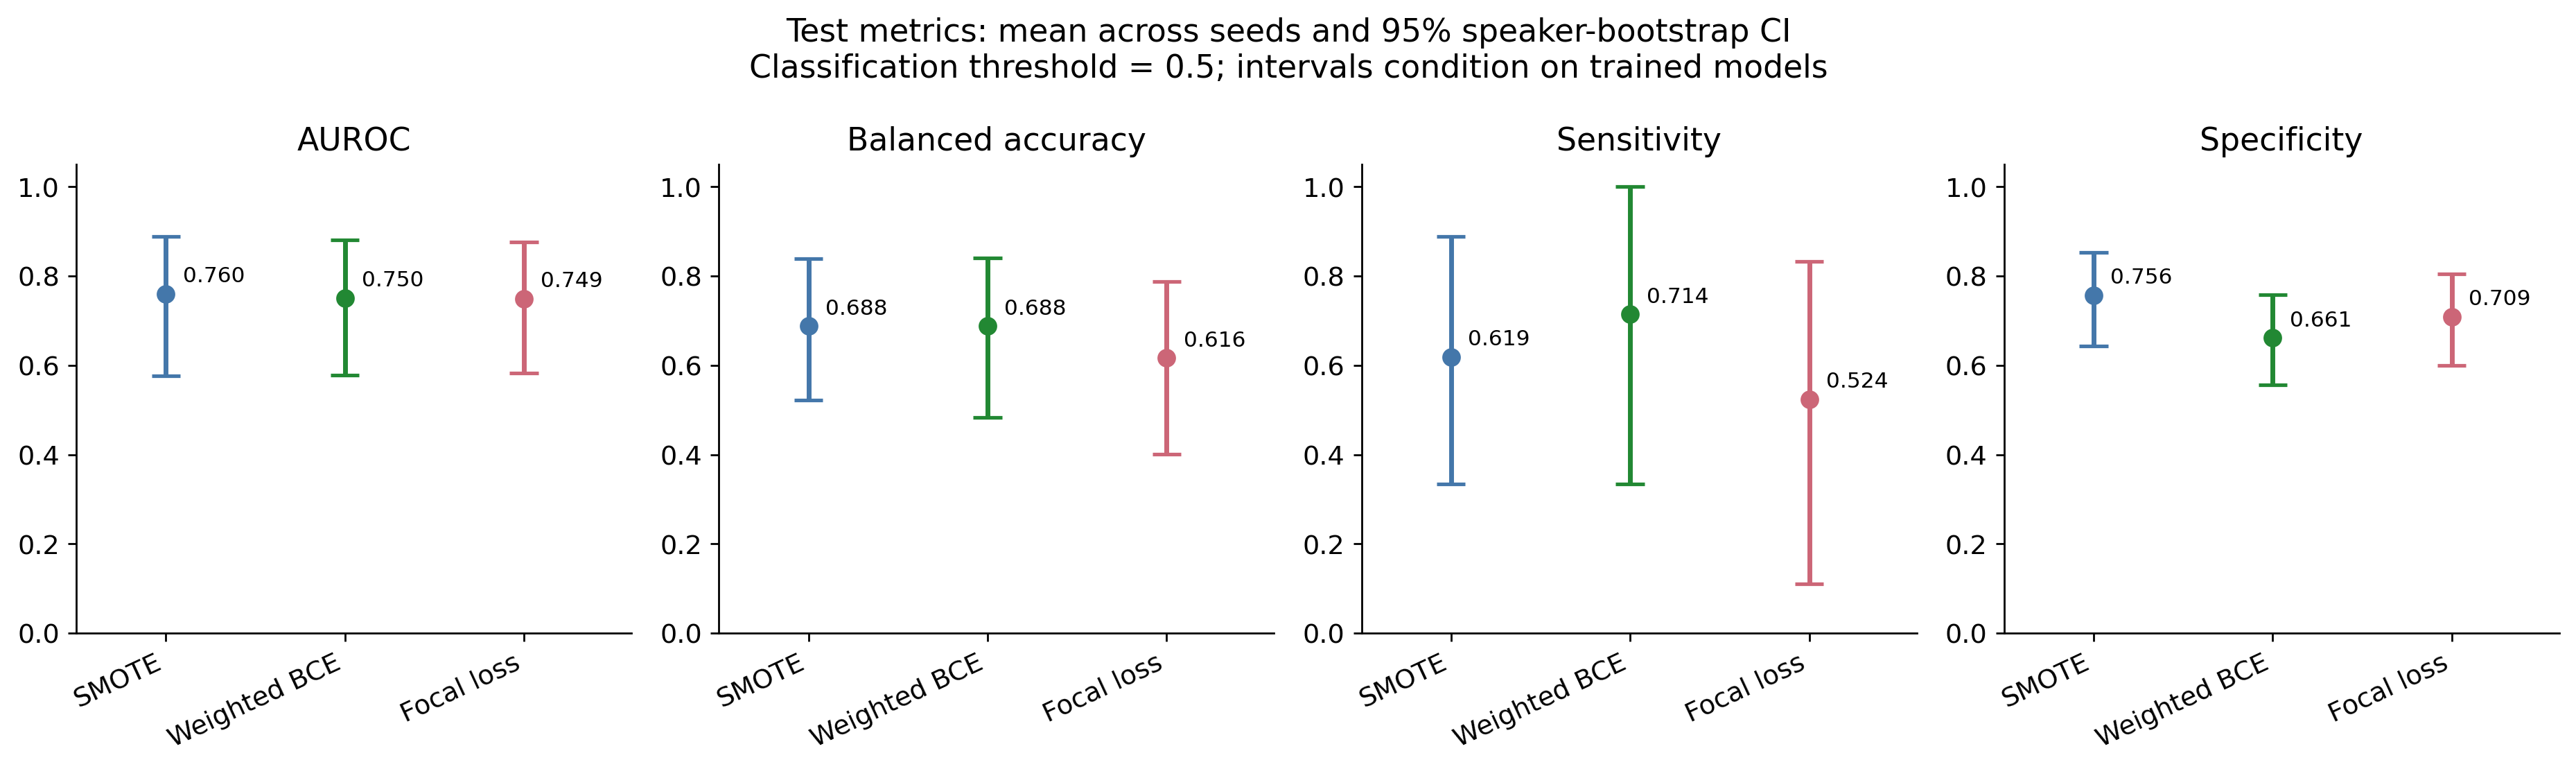 Test metrics: mean across seeds and 95% speaker-bootstrap CI
Classification threshold = 0.5; intervals condition on trained models
AUROC
1.0
0.8
0.6
0.4
0.2
0.0
0.760
0.750
0.749
SMOTE
Weighted BCE
Focal loss
Balanced accuracy
1.0
0.8
0.6
0.4
0.2
0.0
0.688
0.688
0.616
SMOTE
Weighted BCE
Focal loss
Sensitivity
1.0
0.8
0.6
0.4
0.2
0.0
0.619
0.714
0.524
SMOTE
Weighted BCE
Focal loss
Specificity
1.0
0.8
0.6
0.4
0.2
0.0
0.756
0.661
0.709
SMOTE
Weighted BCE
Focal loss